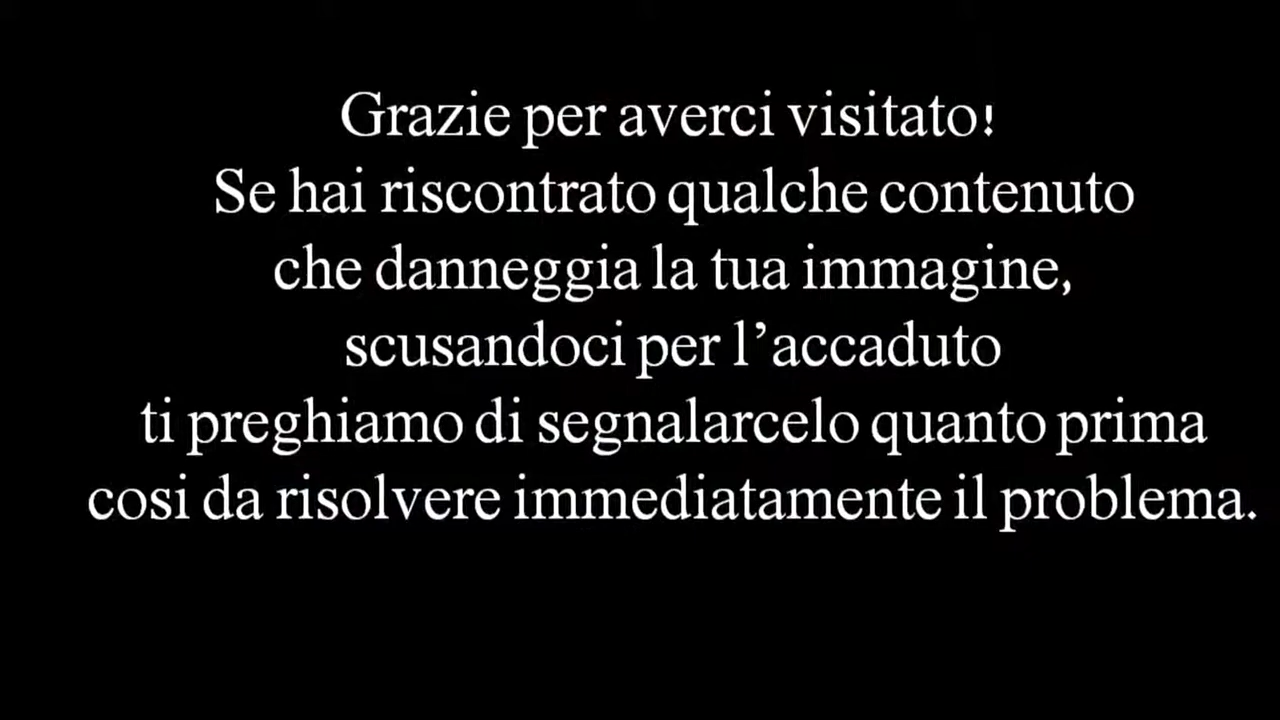 Grazie per averci visitato!
Se hai riscontrato qualche contenuto
che danneggia la tua immagine,
scusandoci per l’accaduto
ti preghiamo di segnalarcelo quanto prima
cosi da risolvere immediatamente il problema.